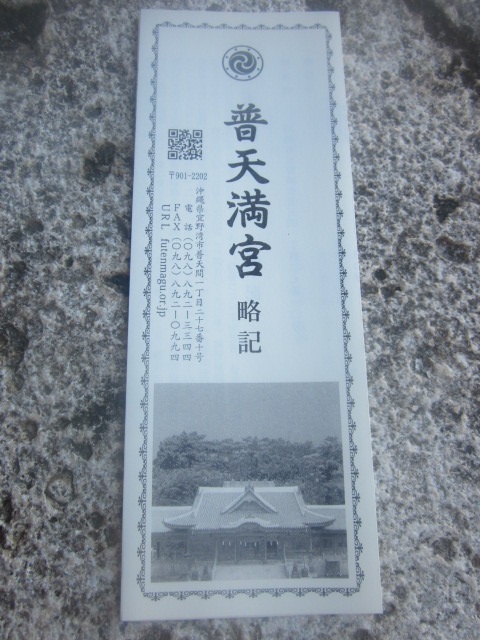 普天満宮 略記
〒901-2202
沖縄県宜野湾市普天間一丁目二十七番十号
電話(〇九八)八九二ー三三四四
FAX(〇九八)八九二ー〇九九四
URL futenmagu.or.jp